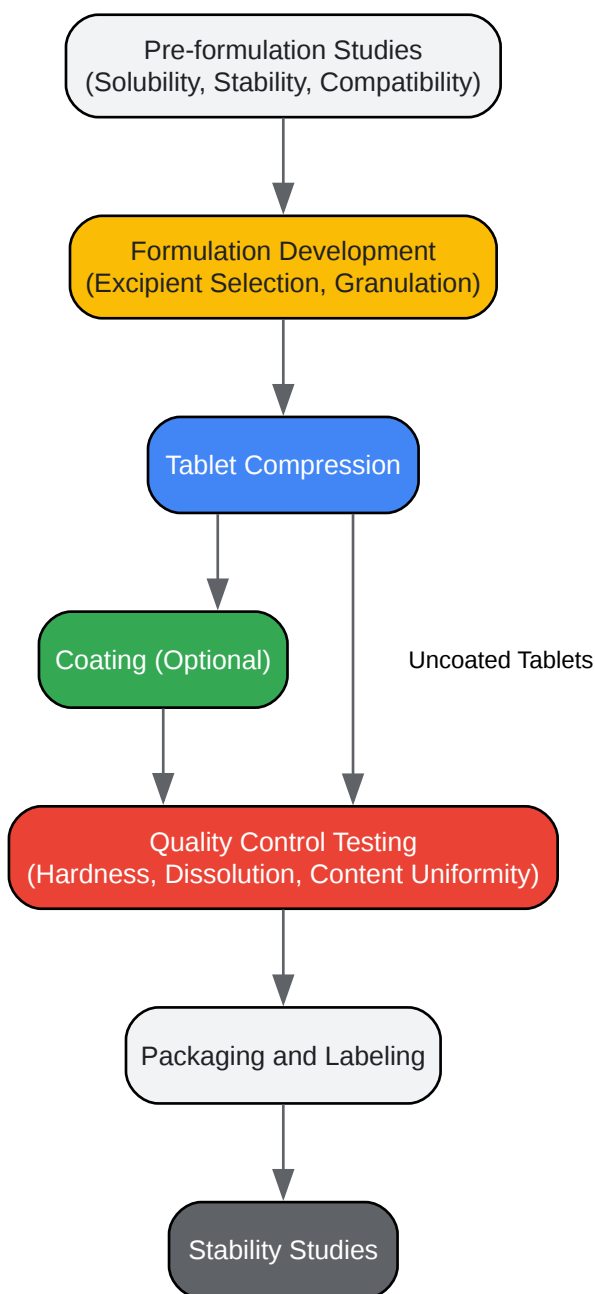 Pre-formulation Studies
(Solubility, Stability, Compatibility)
Formulation Development
(Excipient Selection, Granulation)
Tablet Compression
Coating (Optional)
Uncoated Tablets
Quality Control Testing
(Hardness, Dissolution, Content Uniformity)
Packaging and Labeling
Stability Studies